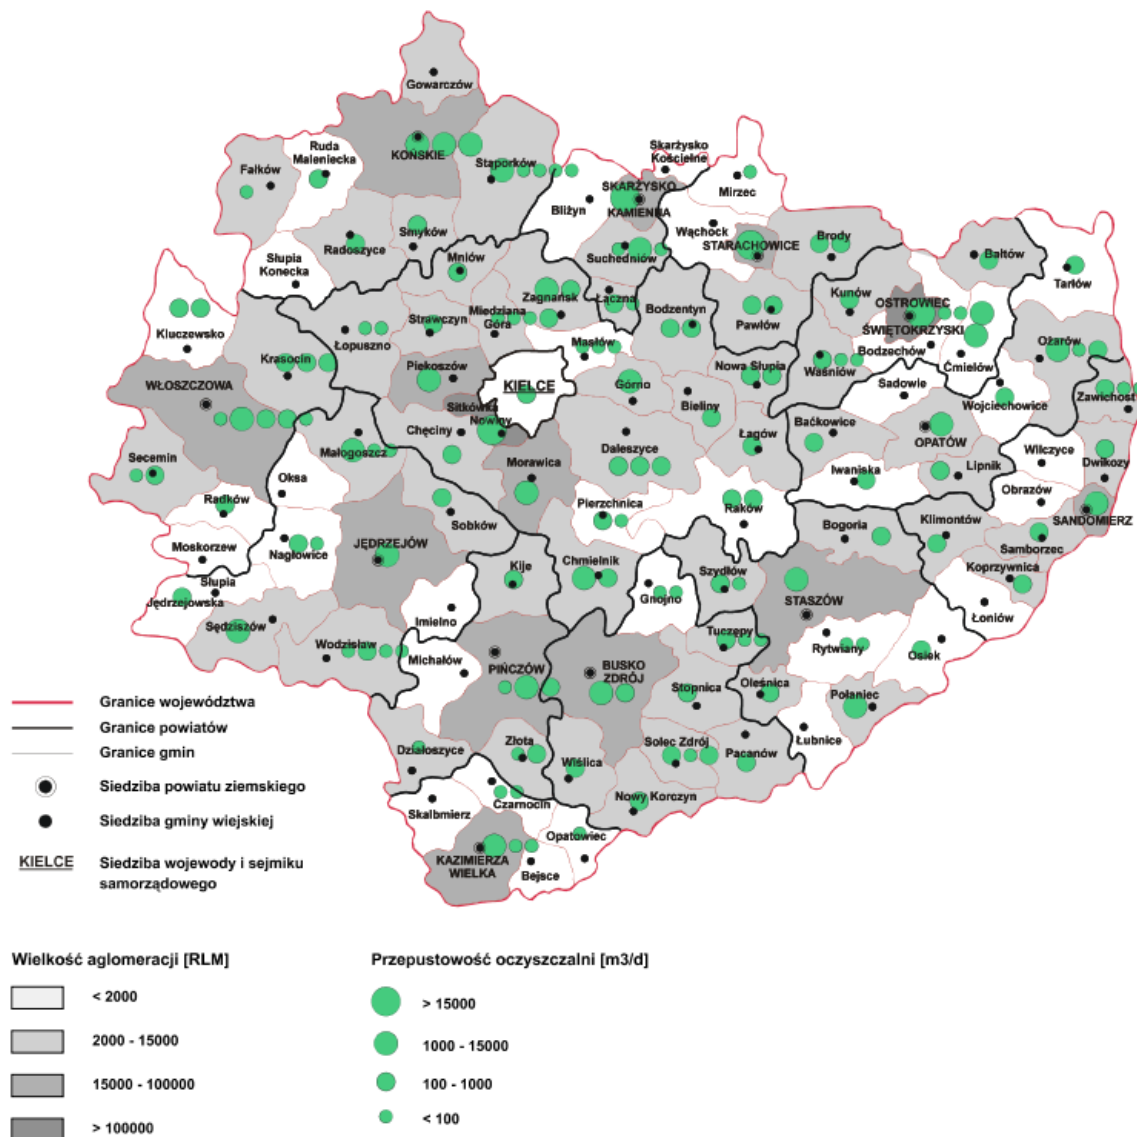 Gowarczów
Ruda
Maleniecka
KOŃSKIE
Fałków
Stąporków
Skarżysko
Kościelne
SKARŻYSKO
KAMIENNA
Mirzec
Bliżyn
Smyków
Radoszyce
Wąchock
STARACHOWICE
Brody
Słupia
Konecka
Suchedniów
Bałtów
Tarłów
Mniów
Zagnańsk
Łączna
Bodzentyn
Kunów
OSTROWIEC
ŚWIĘTOKRZYSKI
Kluczewsko
Strawczyn
Miedziana
Góra
Pawłów
Łopuszno
Masłów
Bodzechów
Ćmielów
Ożarów
Krasocin
Piekoszów
KIELCE
Nowa Słupia
Waśniów
WŁOSZCZOWA
Górno
Sadowie
Wojciechowice
Zawichost
Sitkówka
Nowiny
Bieliny
Chęciny
Łagów
Baćkowice
OPATÓW
Małogoszcz
Daleszyce
Wilczyce
Secemin
Oksa
Morawica
Iwaniska
Lipnik
Dwikozy
Radków
Pierzchnica
Raków
Obrazów
Sobków
Bogoria
Klimontów
SANDOMIERZ
Moskorzew
Nagłowice
JĘDRZEJÓW
Samborzec
Kije
Chmielnik
Szydłów
Koprzywnica
Słupia
Jędrzejowska
Gnojno
STASZÓW
Łoniów
Imielno
Sędziszów
Wodzisław
Tuczępy
Rytwiany
Osiek
Michałów
PIŃCZÓW
BUSKO
ZDRÓJ
Stopnica
Oleśnica
Połaniec
Działoszyce
Złota
Solec Zdrój
Pacanów
Łubnice
Wiślica
Czarnocin
Nowy Korczyn
Skalbmierz
Opatowiec
KAZIMIERZA
WIELKA
Bejsce
Granice województwa
Granice powiatów
Granice gmin
Siedziba powiatu ziemskiego
Siedziba gminy wiejskiej
KIELCE Siedziba wojewody i sejmiku
samorządowego
Wielkość aglomeracji [RLM]
< 2000
2000 - 15000
15000 - 100000
> 100000
Przepustowość oczyszczalni [m3/d]
> 15000
1000 - 15000
100 - 1000
< 100